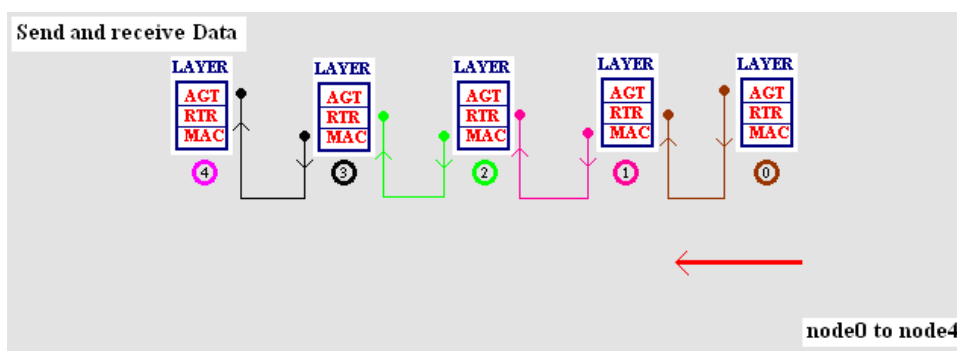 Send and receive Data
LAYER LAYER LAYER LAYER LAYER
AGT AGT AGT AGT AGT
RTR RTR RTR RTR RTR
MAC MAC MAC MAC MAC
4 3 2 1 0
node0 to node4